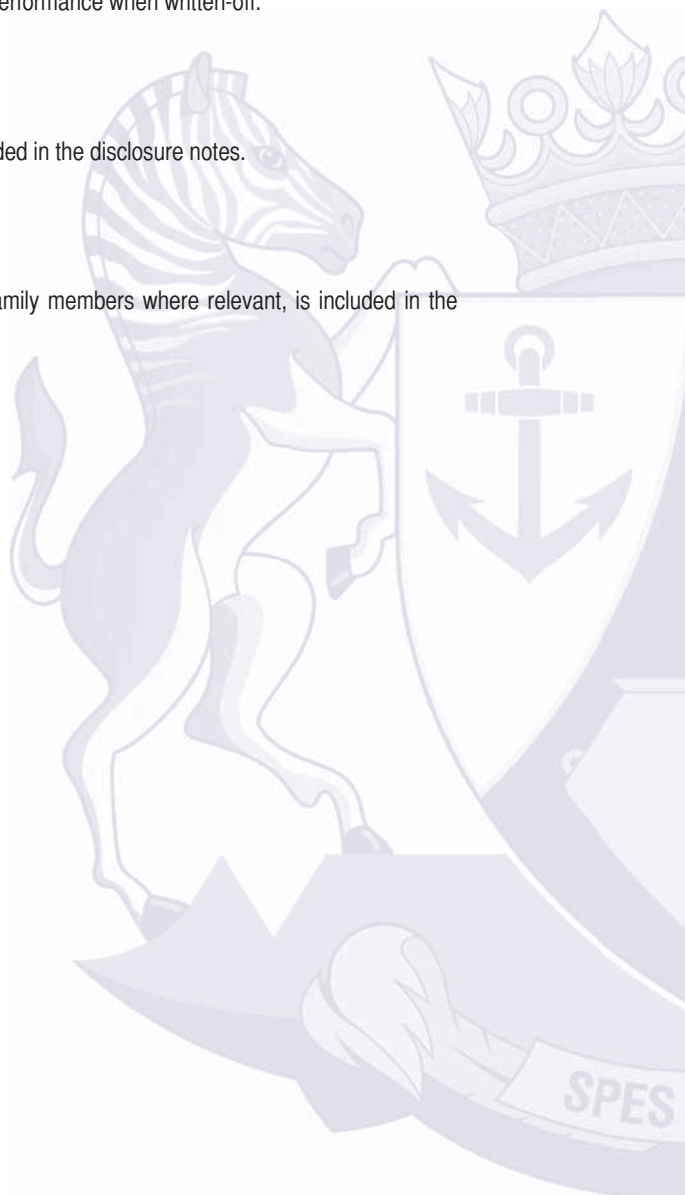 erformance when written-off.
ded in the disclosure notes.
amily members where relevant, is included in the
SPES